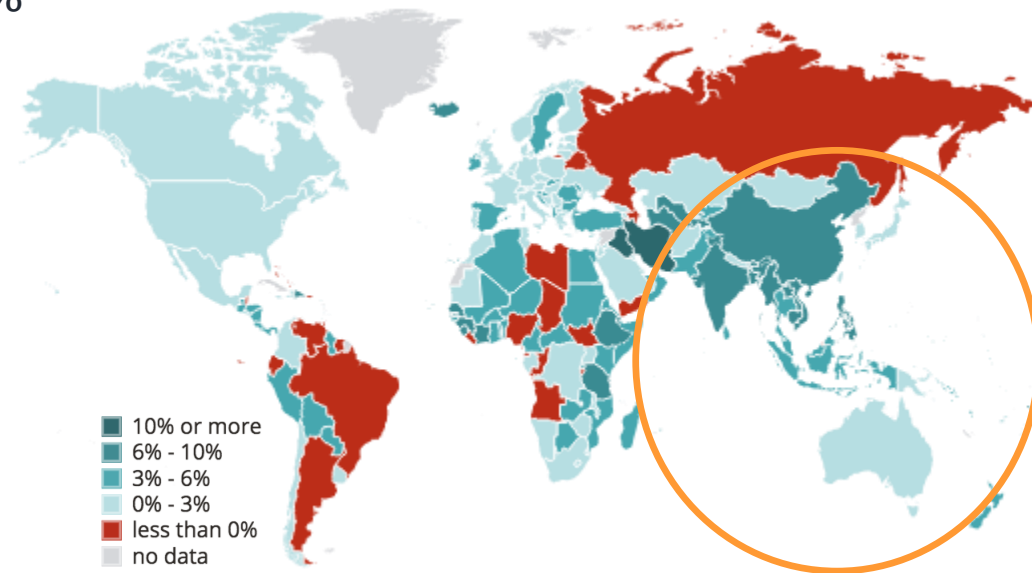 10% or more
6% - 10%
3% - 6%
0% - 3%
less than 0%
no data